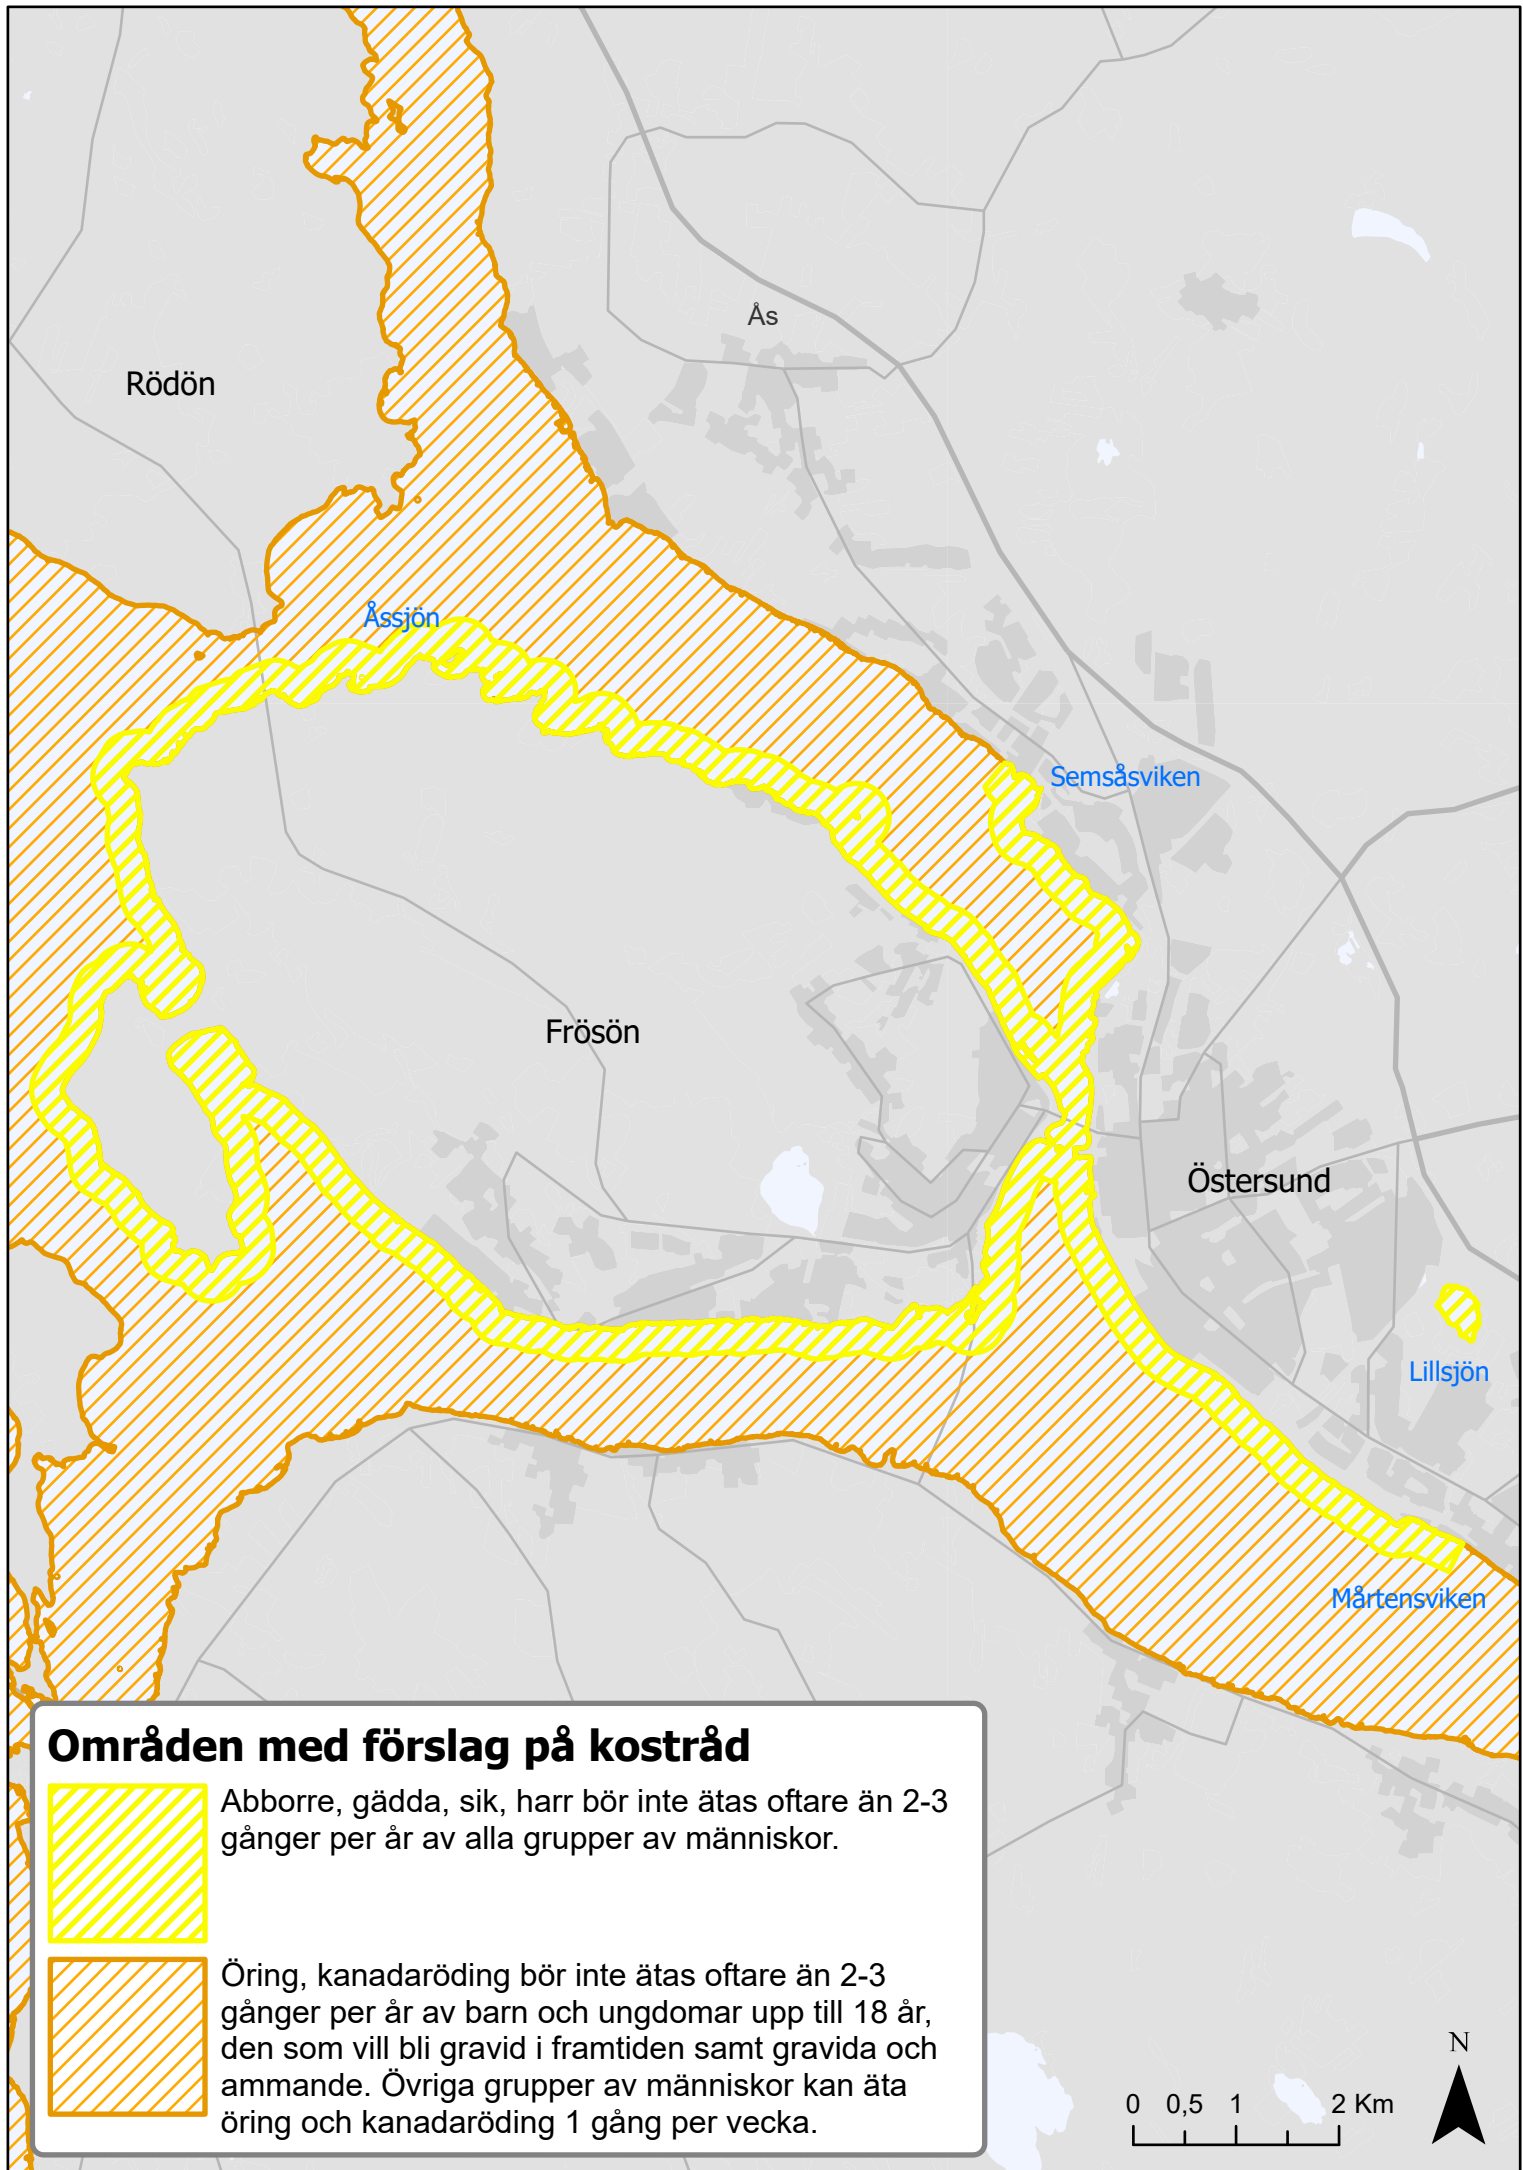 Ås
Rödön
Åssjön
Semsåsviken
Frösön
Östersund
Lillsjön
Mårtensviken
Områden med förslag på kostråd
Abborre, gädda, sik, harr bör inte ätas oftare än 2-3
gånger per år av alla grupper av människor.
Öring, kanadaröding bör inte ätas oftare än 2-3
gånger per år av barn och ungdomar upp till 18 år,
den som vill bli gravid i framtiden samt gravida och
ammande. Övriga grupper av människor kan äta
öring och kanadaröding 1 gång per vecka.
N
0 0,5 1 2 Km